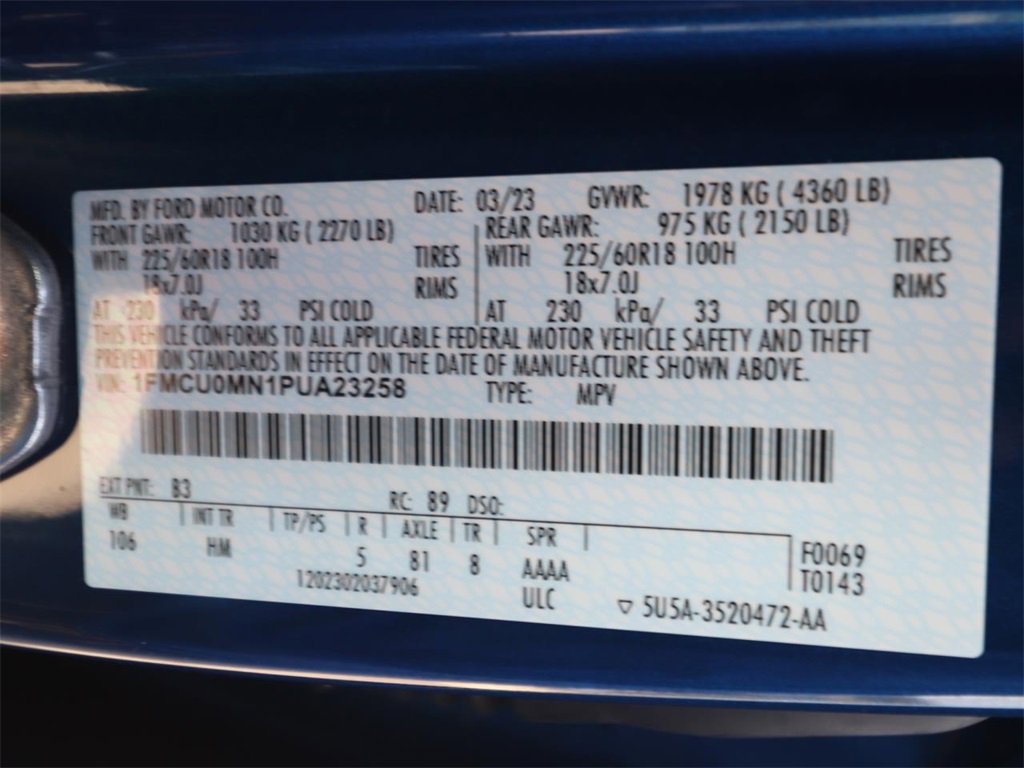 MFD. BY FORD MOTOR CO. DATE: 03/23 GVWR: 1978 KG ( 4360 LB)
FRONT GAWR: 1030 KG ( 2270 LB) REAR GAWR: 975 KG ( 2150 LB)
WITH 225/60R18 100H TIRES WITH 225/60R18 100H TIRES
18x7.0J RIMS 18x7.0J RIMS
AT 230 kPa/ 33 PSI COLD AT 230 kPa/ 33 PSI COLD
THIS VEHICLE CONFORMS TO ALL APPLICABLE FEDERAL MOTOR VEHICLE SAFETY AND THEFT
PREVENTION STANDARDS IN EFFECT ON THE DATE OF MANUFACTURE SHOWN ABOVE.
VIN: 1FMCU0MN1PUA23258 TYPE: MPV
EXT PNT: B3 RC: 89 DSO:
WB INT TR TP/PS R AXLE TR SPR
106 HM 5 81 8 AAAA F0069
1202302037906 ULC T0143
▽ 5U5A-3520472-AA